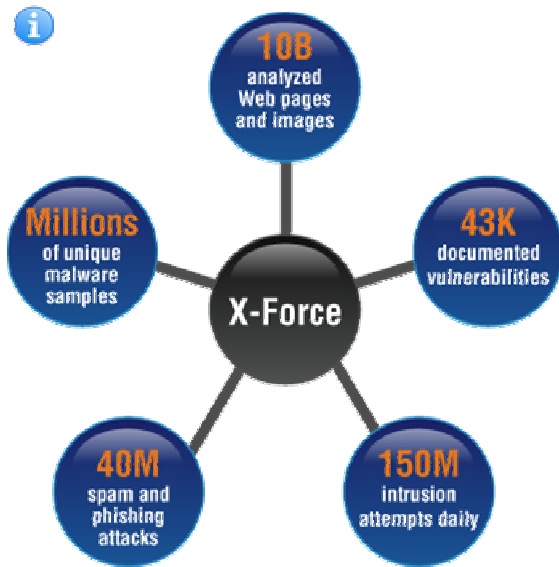 i
10B
analyzed
Web pages
and images
Millions
of unique
malware
samples
43K
documented
vulnerabilities
X-Force
40M
spam and
phishing
attacks
150M
intrusion
attempts daily